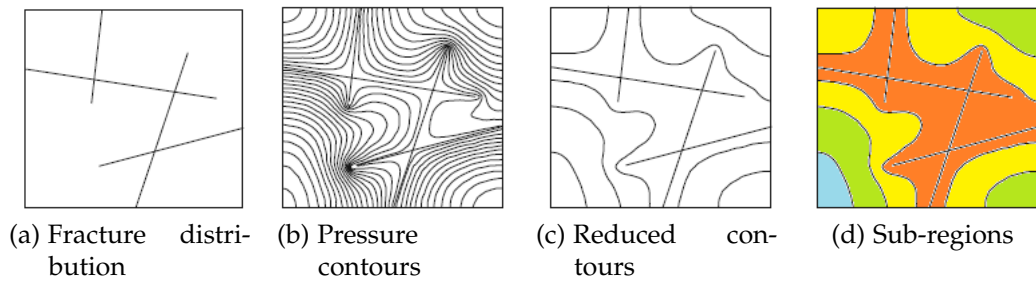 (a) Fracture distri-
bution
(b) Pressure
contours
(c) Reduced con-
tours
(d) Sub-regions